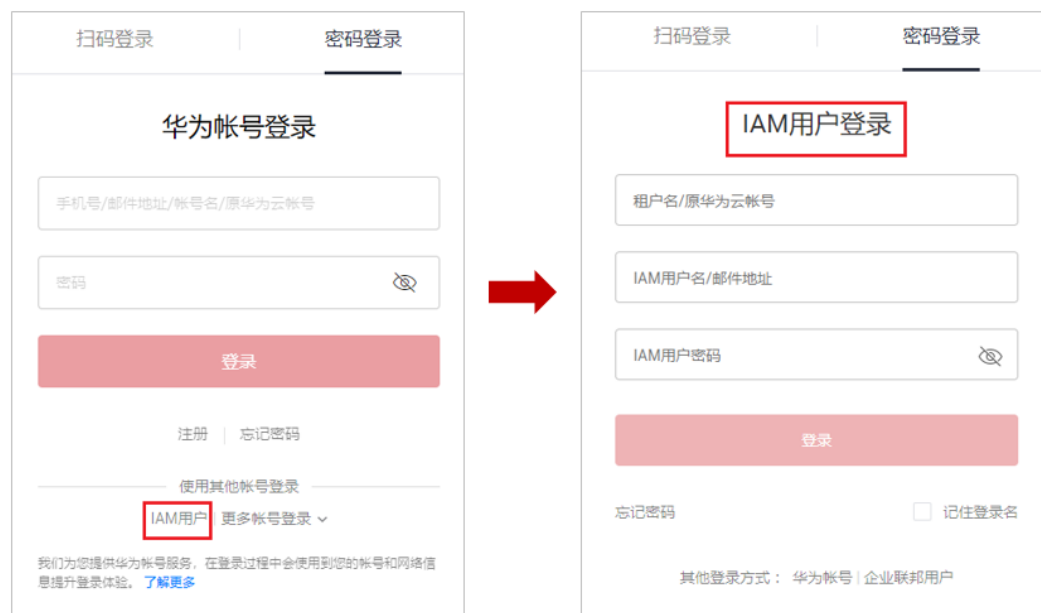 扫码登录
密码登录
华为帐号登录
手机号/邮件地址/帐号名/原华为云帐号
密码
登录
注册 | 忘记密码
使用其他帐号登录
IAM用户 | 更多帐号登录
我们为您提供华为帐号服务，在登录过程中会使用到您的帐号和网络信
息提升登录体验。 了解更多
扫码登录
密码登录
IAM用户登录
租户名/原华为云帐号
IAM用户名/邮件地址
IAM用户密码
登录
忘记密码
记住登录名
其他登录方式： 华为帐号 | 企业联邦用户